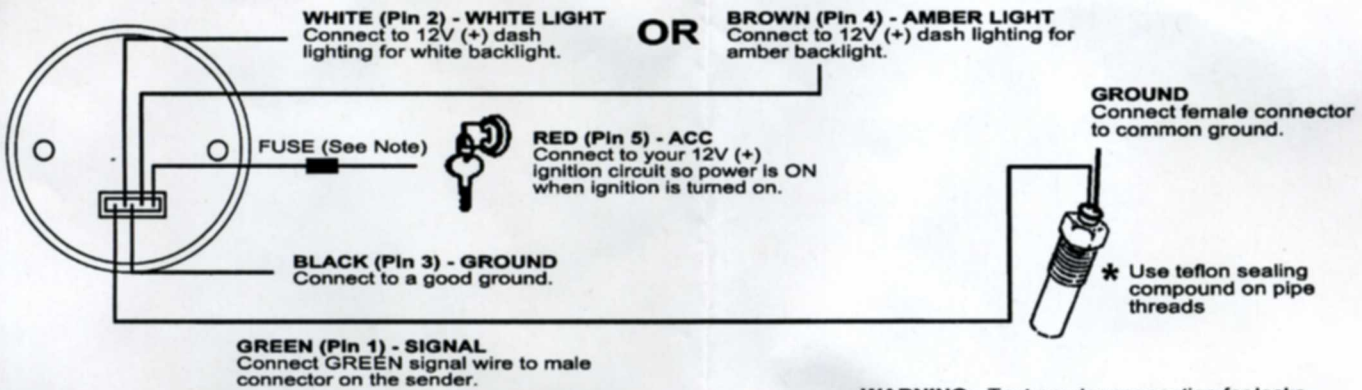 WHITE (Pin 2) - WHITE LIGHT
Connect to 12V (+) dash
lighting for white backlight.
OR
BROWN (Pin 4) - AMBER LIGHT
Connect to 12V (+) dash lighting for
amber backlight.
GROUND
Connect female connector
to common ground.
FUSE (See Note)
RED (Pin 5) - ACC
Connect to your 12V (+)
ignition circuit so power is ON
when ignition is turned on.
BLACK (Pin 3) - GROUND
Connect to a good ground.
* Use teflon sealing
compound on pipe
threads
GREEN (Pin 1) - SIGNAL
Connect GREEN signal wire to male
connector on the sender.